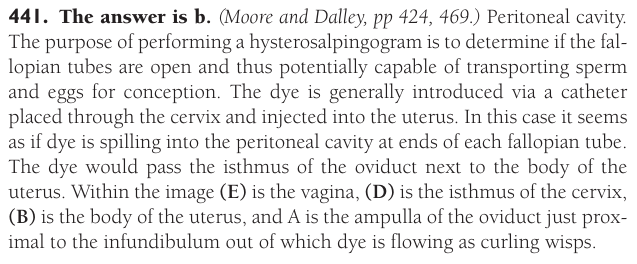 441. The answer is b. (Moore and Dalley, pp 424, 469.) Peritoneal cavity.
The purpose of performing a hysterosalpingogram is to determine if the fal-
lopian tubes are open and thus potentially capable of transporting sperm
and eggs for conception. The dye is generally introduced via a catheter
placed through the cervix and injected into the uterus. In this case it seems
as if dye is spilling into the peritoneal cavity at ends of each fallopian tube.
The dye would pass the isthmus of the oviduct next to the body of the
uterus. Within the image (E) is the vagina, (D) is the isthmus of the cervix,
(B) is the body of the uterus, and A is the ampulla of the oviduct just prox-
imal to the infundibulum out of which dye is flowing as curling wisps.